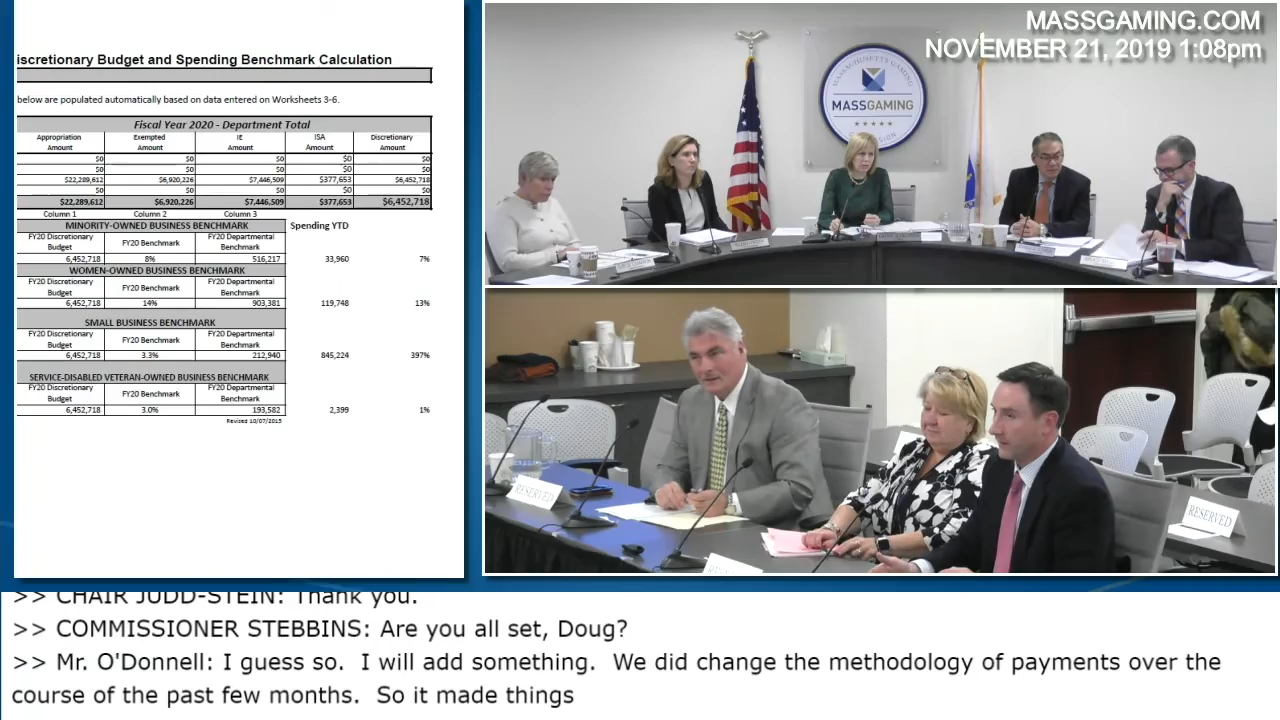 iscretionary Budget and Spending Benchmark Calculation
below are populated automatically based on data entered on Worksheets 3-6.
Fiscal Year 2020 - Department Total
Appropriation Amount Exempted Amount IE Amount ISA Amount Discretionary Amount
$0 $0 $0 $0 $0
$0 $0 $0 $0 $0
$22,289,612 $6,920,226 $7,446,509 $377,653 $6,452,718
$0 $0 $0 $0 $0
$22,289,612 $6,920,226 $7,446,509 $377,653 $6,452,718
Column 1 Column 2 Column 3
MINORITY-OWNED BUSINESS BENCHMARK Spending YTD
FY20 Discretionary Budget FY20 Benchmark FY20 Departmental Benchmark
6,452,718 8% 516,217 33,960 7%
WOMEN-OWNED BUSINESS BENCHMARK
FY20 Discretionary Budget FY20 Benchmark FY20 Departmental Benchmark
6,452,718 14% 903,381 119,748 13%
SMALL BUSINESS BENCHMARK
FY20 Discretionary Budget FY20 Benchmark FY20 Departmental Benchmark
6,452,718 3.3% 212,940 845,224 397%
SERVICE-DISABLED VETERAN-OWNED BUSINESS BENCHMARK
FY20 Discretionary Budget FY20 Benchmark FY20 Departmental Benchmark
6,452,718 3.0% 193,582 2,399 1%
Revised 10/07/2015
MASSGAMING.COM
NOVEMBER 21, 2019 1:08pm
MASSACHUSETTS GAMING
MASSGAMING
RESERVED
RESERVED
>> CHAIR JUDD-STEIN: Thank you.
>> COMMISSIONER STEBBINS: Are you all set, Doug?
>> Mr. O'Donnell: I guess so. I will add something. We did change the methodology of payments over the
course of the past few months. So it made things